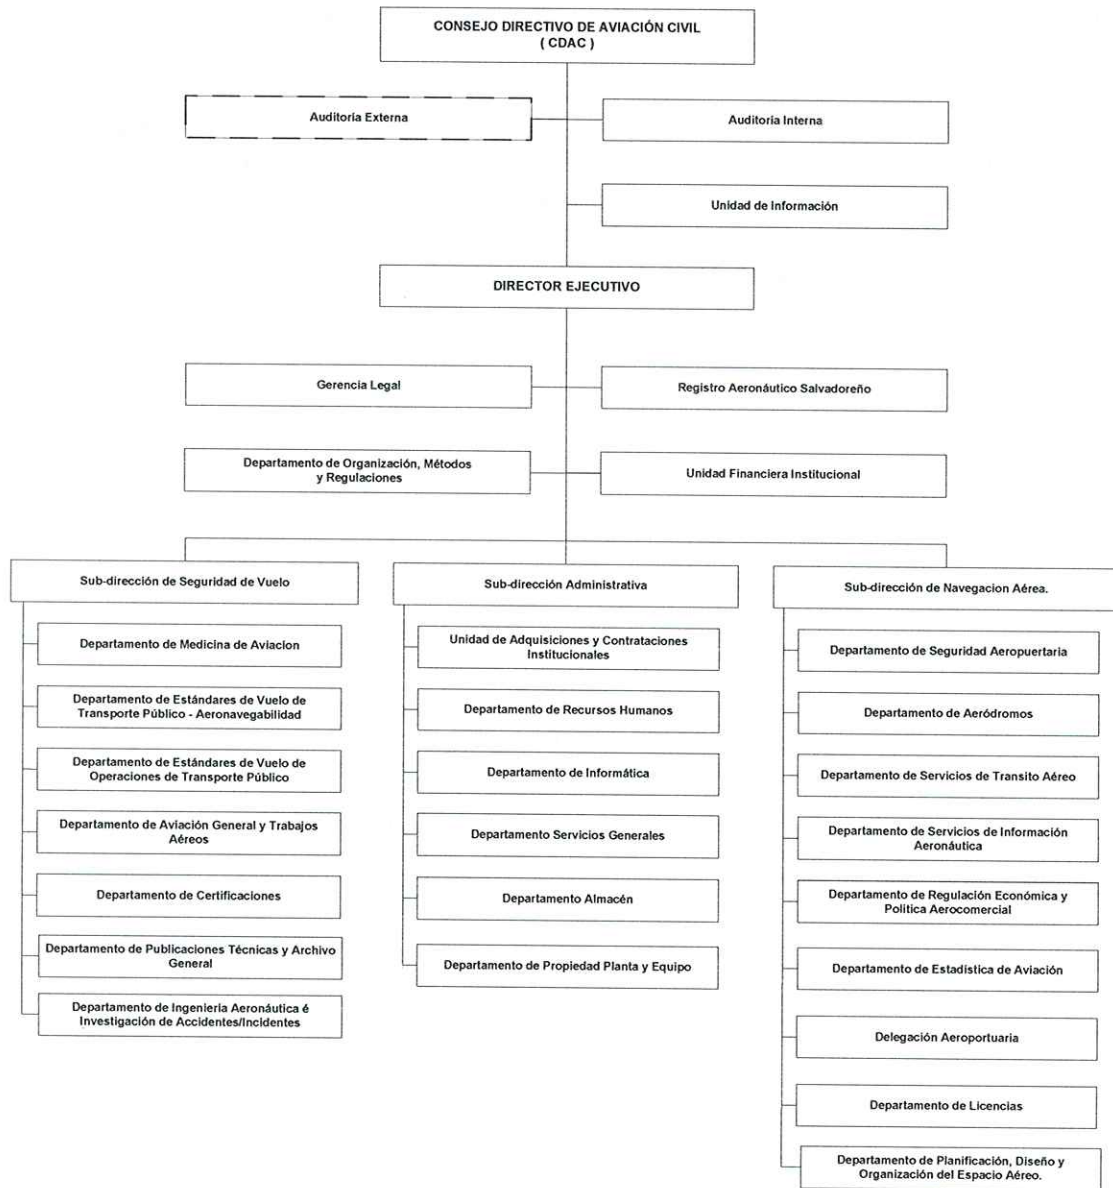 CONSEJO DIRECTIVO DE AVIACIÓN CIVIL
( CDAC )
Auditoria Externa
Auditoria Interna
Unidad de Información
DIRECTOR EJECUTIVO
Gerencia Legal
Registro Aeronáutico Salvadoreño
Departamento de Organización, Métodos
y Regulaciones
Unidad Financiera Institucional
Sub-dirección de Seguridad de Vuelo
Departamento de Medicina de Aviacion
Departamento de Estándares de Vuelo de
Transporte Público - Aeronavegabilidad
Departamento de Estándares de Vuelo de
Operaciones de Transporte Público
Departamento de Aviación General y Trabajos
Aéreos
Departamento de Certificaciones
Departamento de Publicaciones Técnicas y Archivo
General
Departamento de Ingenieria Aeronáutica é
Investigación de Accidentes/Incidentes
Sub-dirección Administrativa
Unidad de Adquisiciones y Contrataciones
Institucionales
Departamento de Recursos Humanos
Departamento de Informática
Departamento Servicios Generales
Departamento Almacén
Departamento de Propiedad Planta y Equipo
Sub-dirección de Navegacion Aérea.
Departamento de Seguridad Aeropuertaria
Departamento de Aeródromos
Departamento de Servicios de Transito Aéreo
Departamento de Servicios de Información
Aeronáutica
Departamento de Regulación Económica y
Politica Aerocomercial
Departamento de Estadística de Aviación
Delegación Aeroportuaria
Departamento de Licencias
Departamento de Planificación, Diseño y
Organización del Espacio Aéreo.